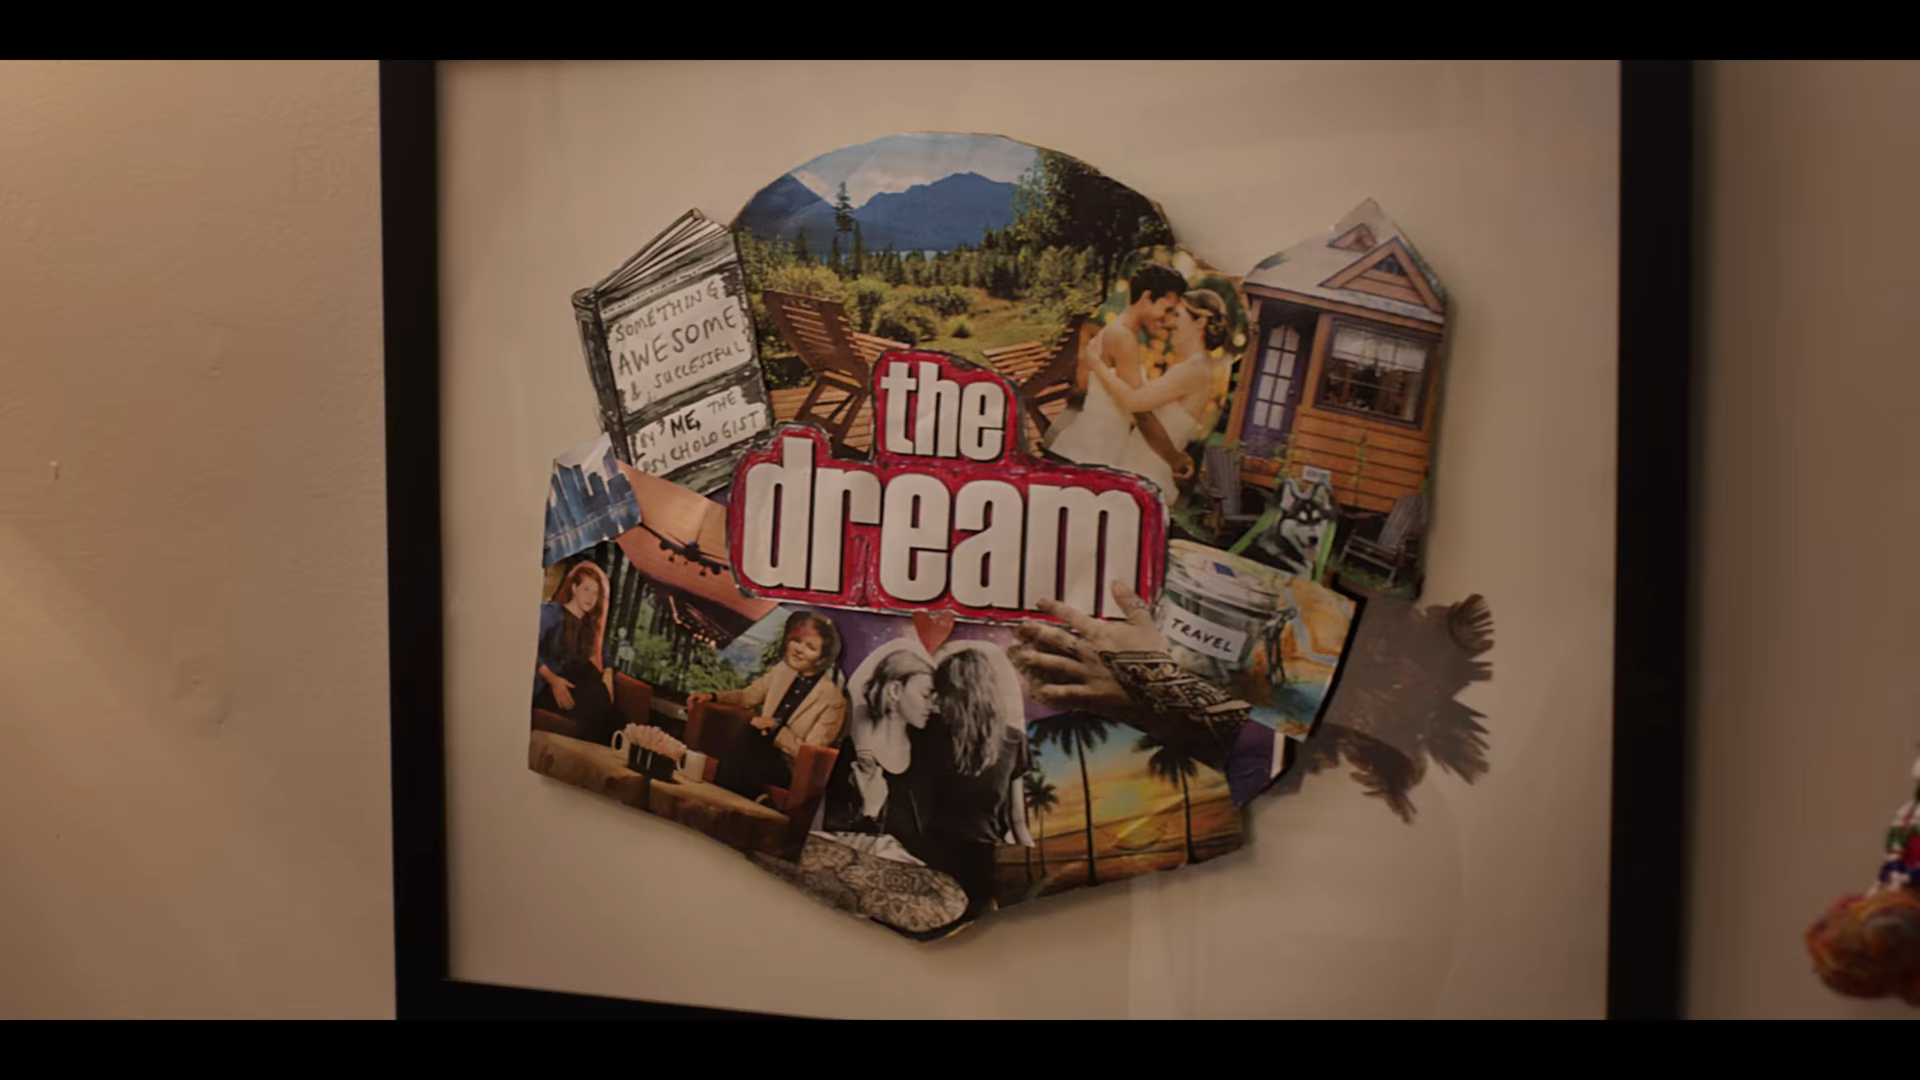 SOMETHING
AWESOME
& SUCCESSFUL
BY ME, THE
PSYCHOLOGIST
the
dream
TRAVEL